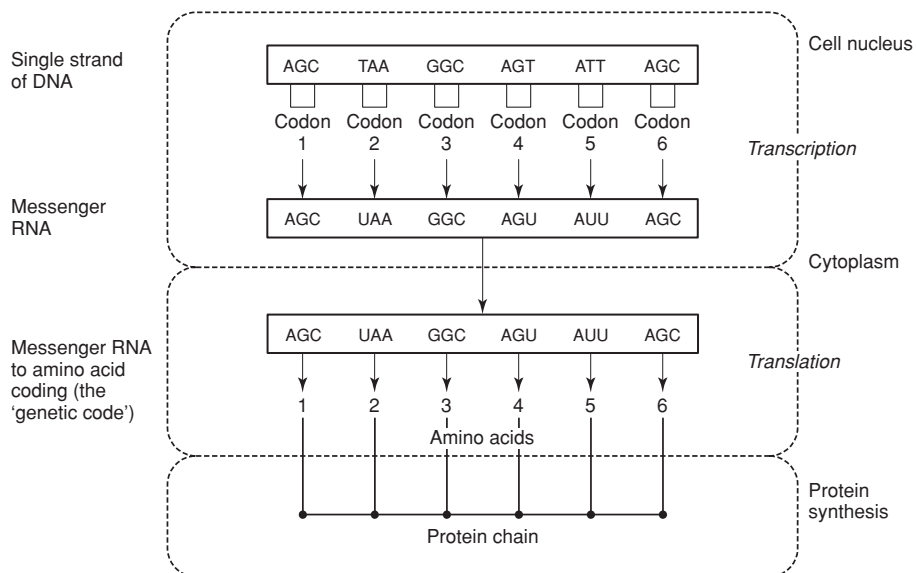 Cell nucleus
Single strand
of DNA
AGC TAA GGC AGT ATT AGC
Codon Codon Codon Codon Codon Codon
1 2 3 4 5 6
Transcription
Messenger
RNA
AGC UAA GGC AGU AUU AGC
Cytoplasm
Messenger RNA
to amino acid
coding (the
‘genetic code’)
AGC UAA GGC AGU AUU AGC
Translation
1 2 3 4 5 6
Amino acids
Protein
synthesis
Protein chain